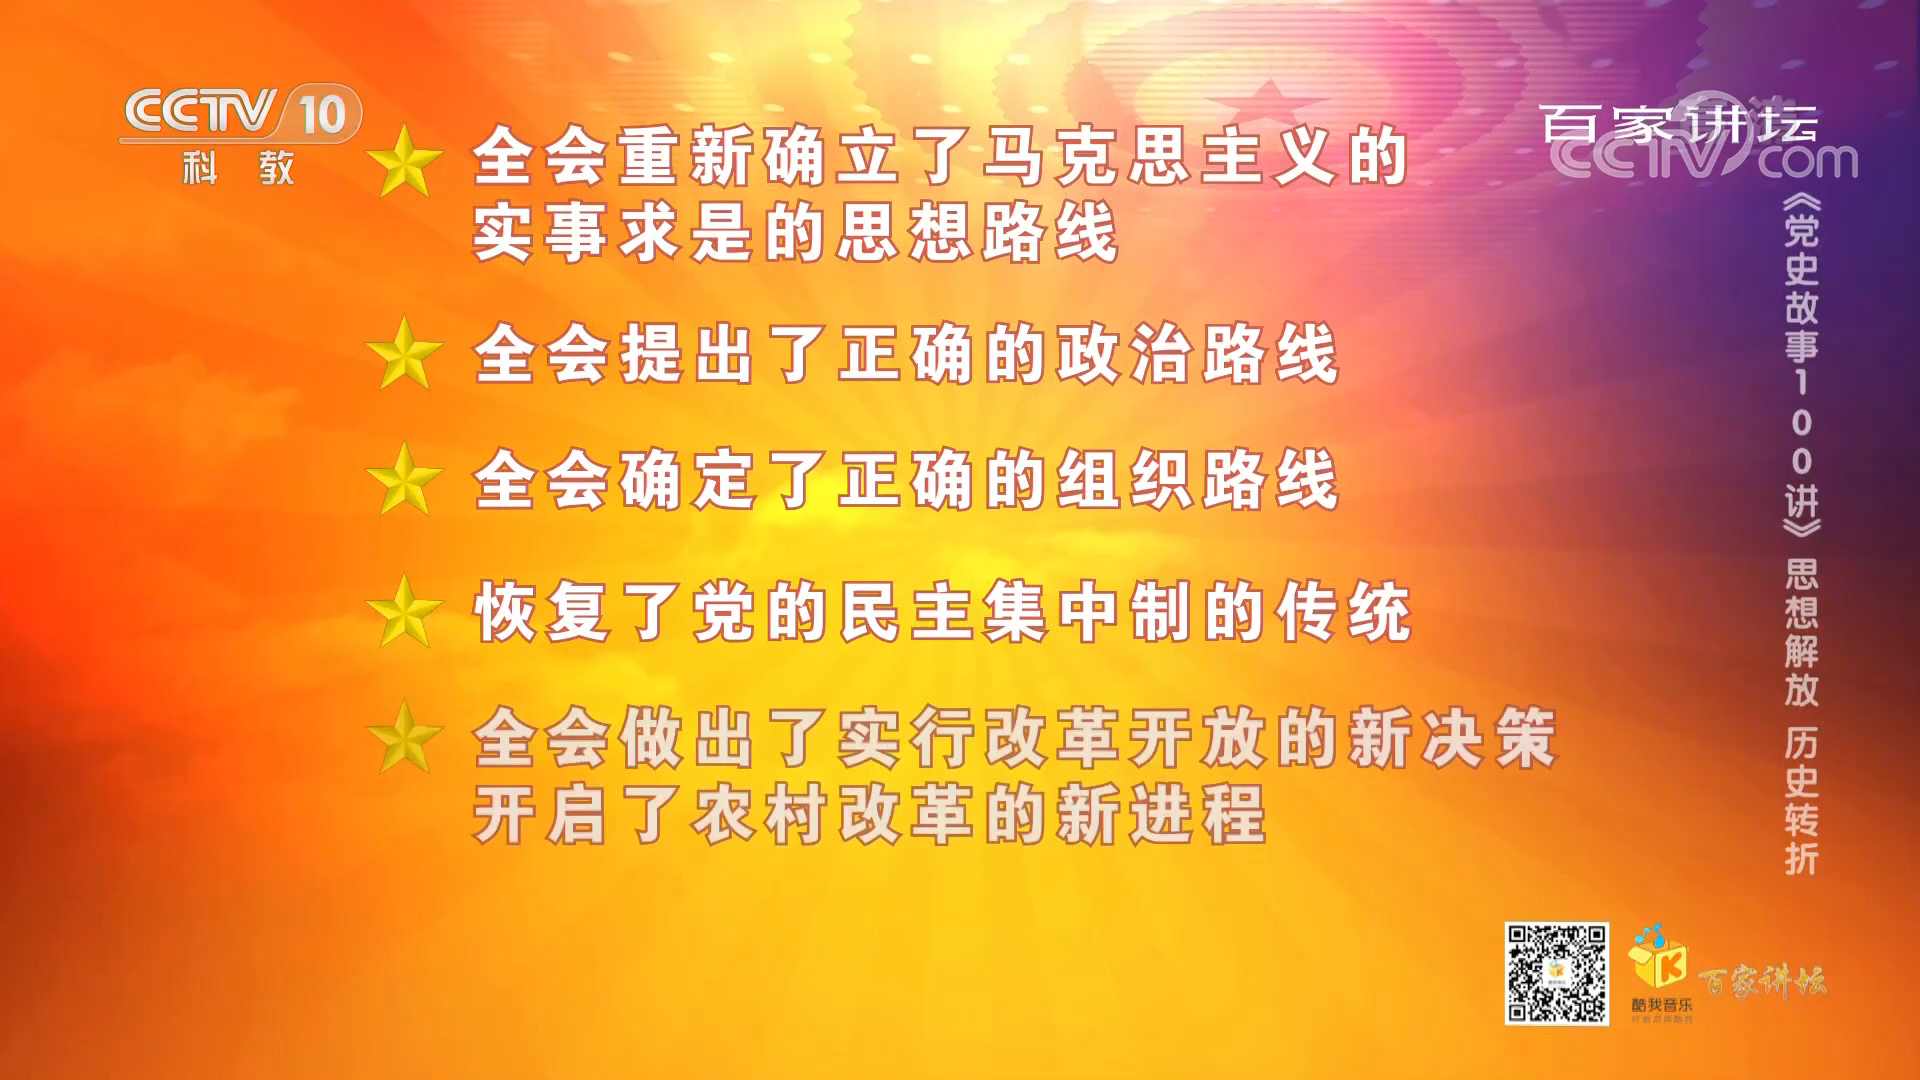 CCTV 10
科 教
百家讲坛
cctv.com
全会重新确立了马克思主义的
实事求是的思想路线
全会提出了正确的政治路线
全会确定了正确的组织路线
恢复了党的民主集中制的传统
全会做出了实行改革开放的新决策
开启了农村改革的新进程
《党史故事100讲》思想解放 历史转折
酷我音乐
百家讲坛